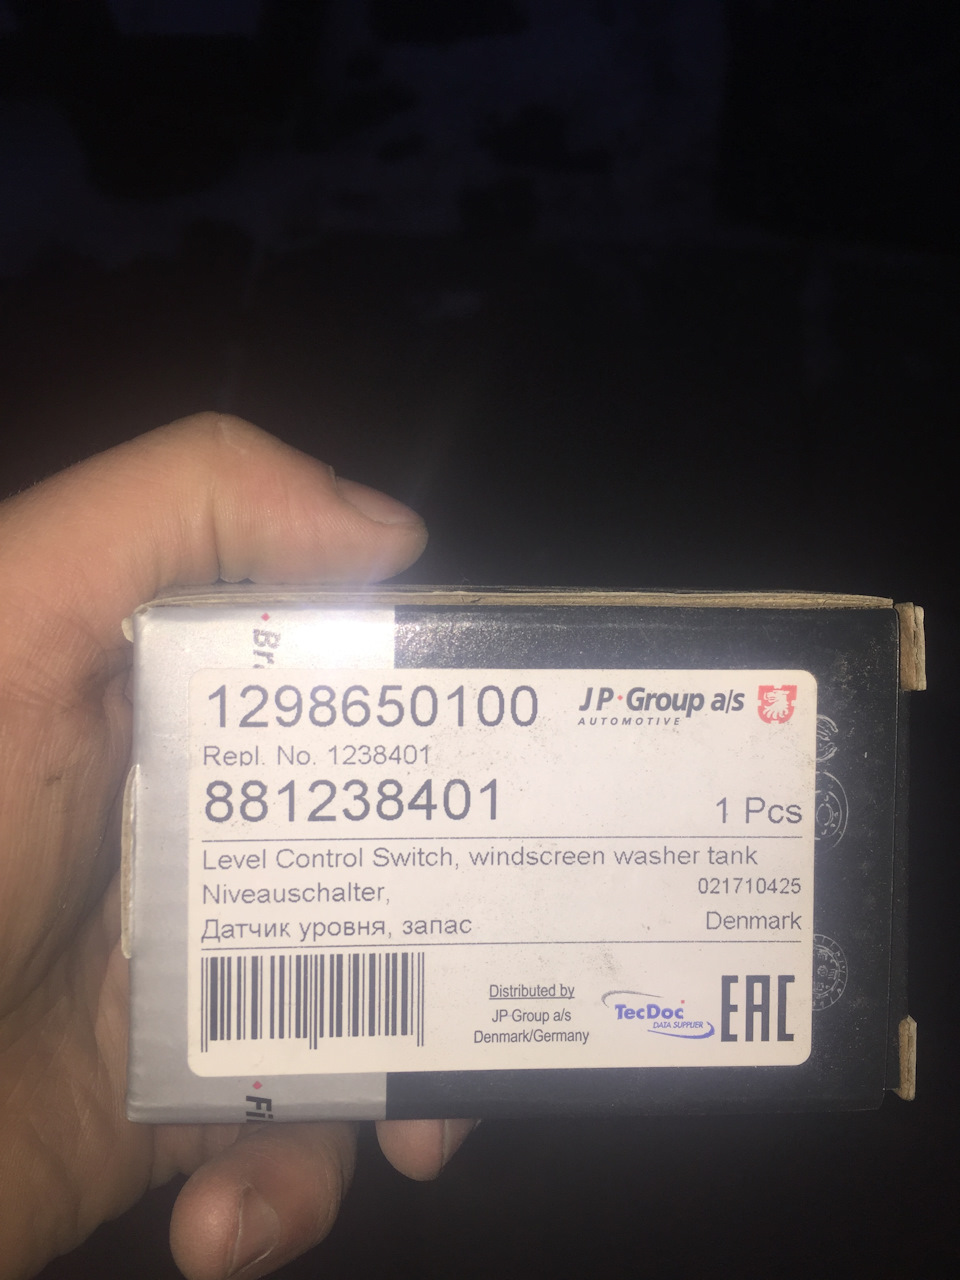 1298650100
JP Group a/s
AUTOMOTIVE
Repl. No. 1238401
881238401
1 Pcs
Level Control Switch, windscreen washer tank
Niveauschalter,
021710425
Датчик уровня, запас
Denmark
Distributed by
JP Group a/s
Denmark/Germany
TecDoc
DATA SUPPLIER
EAC